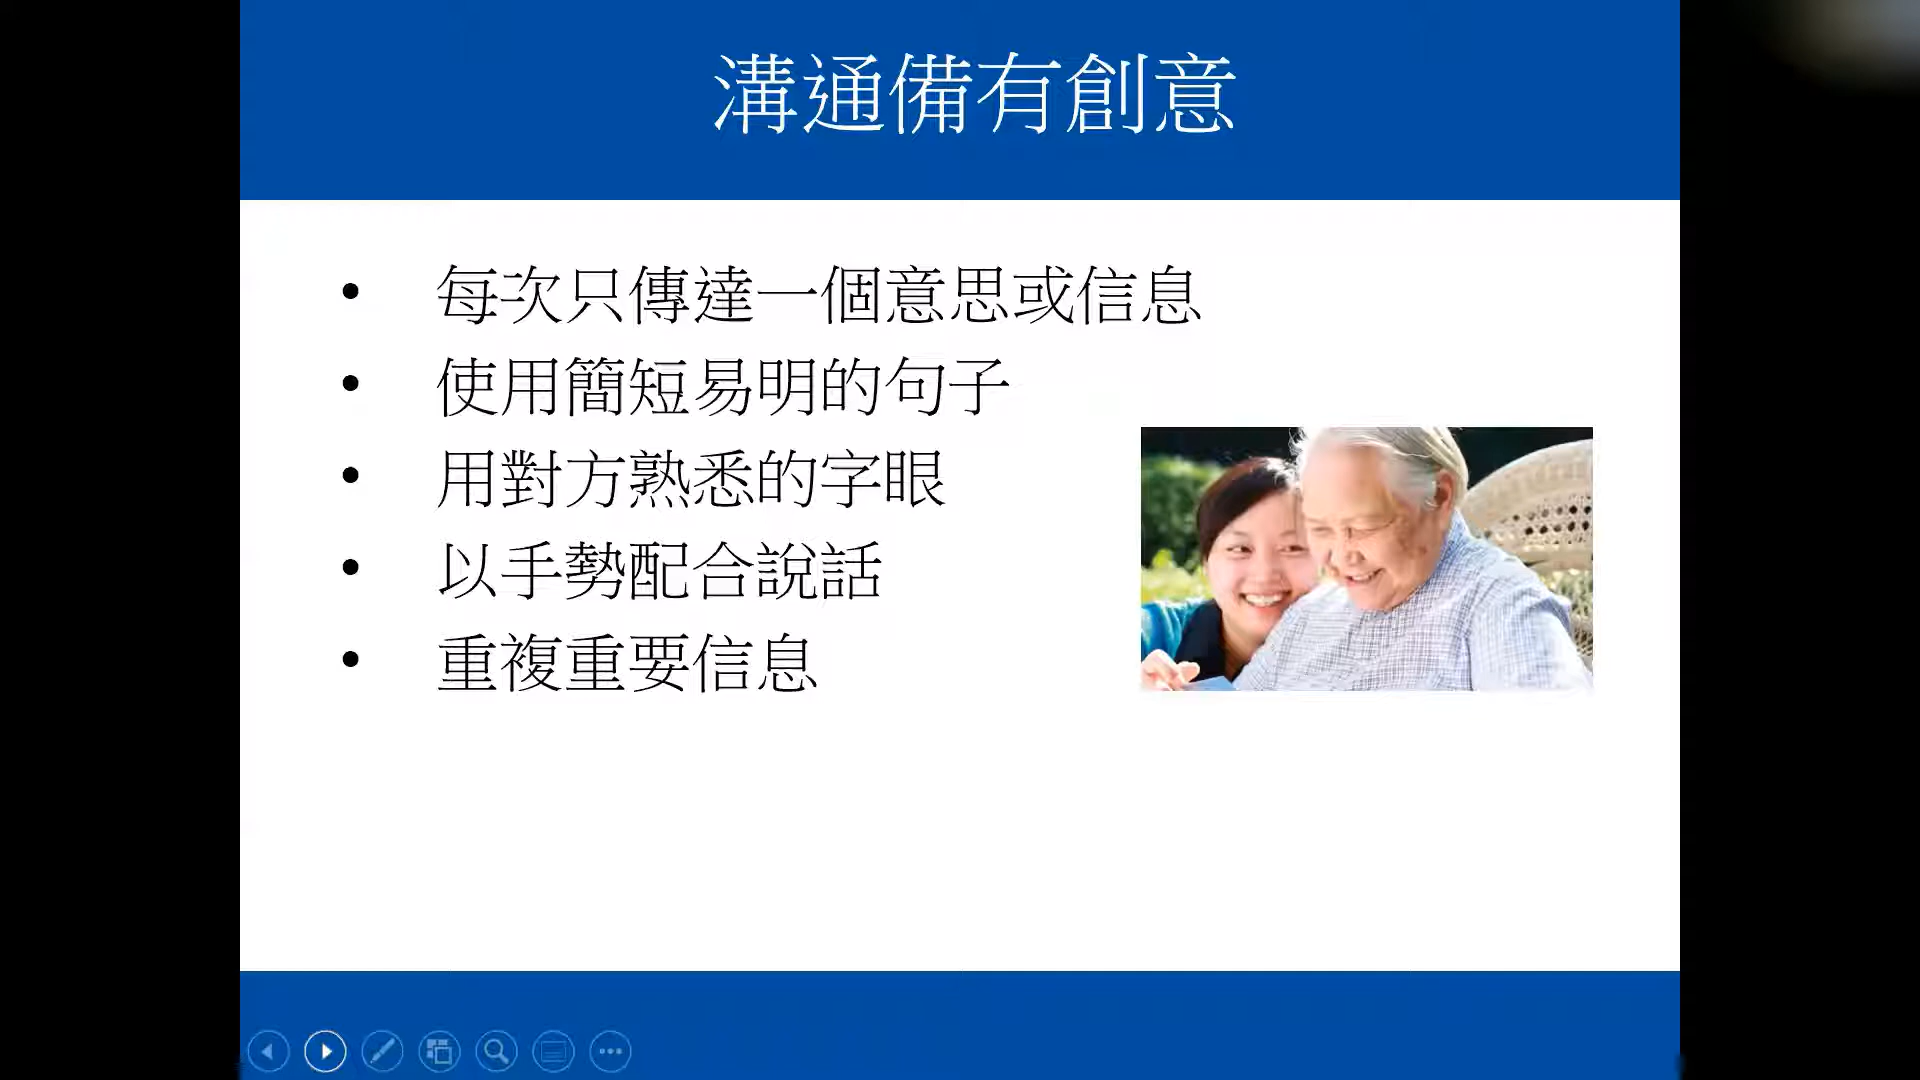 溝通備有創意
• 每次只傳達一個意思或信息
• 使用簡短易明的句子
• 用對方熟悉的字眼
• 以手勢配合說話
• 重複重要信息